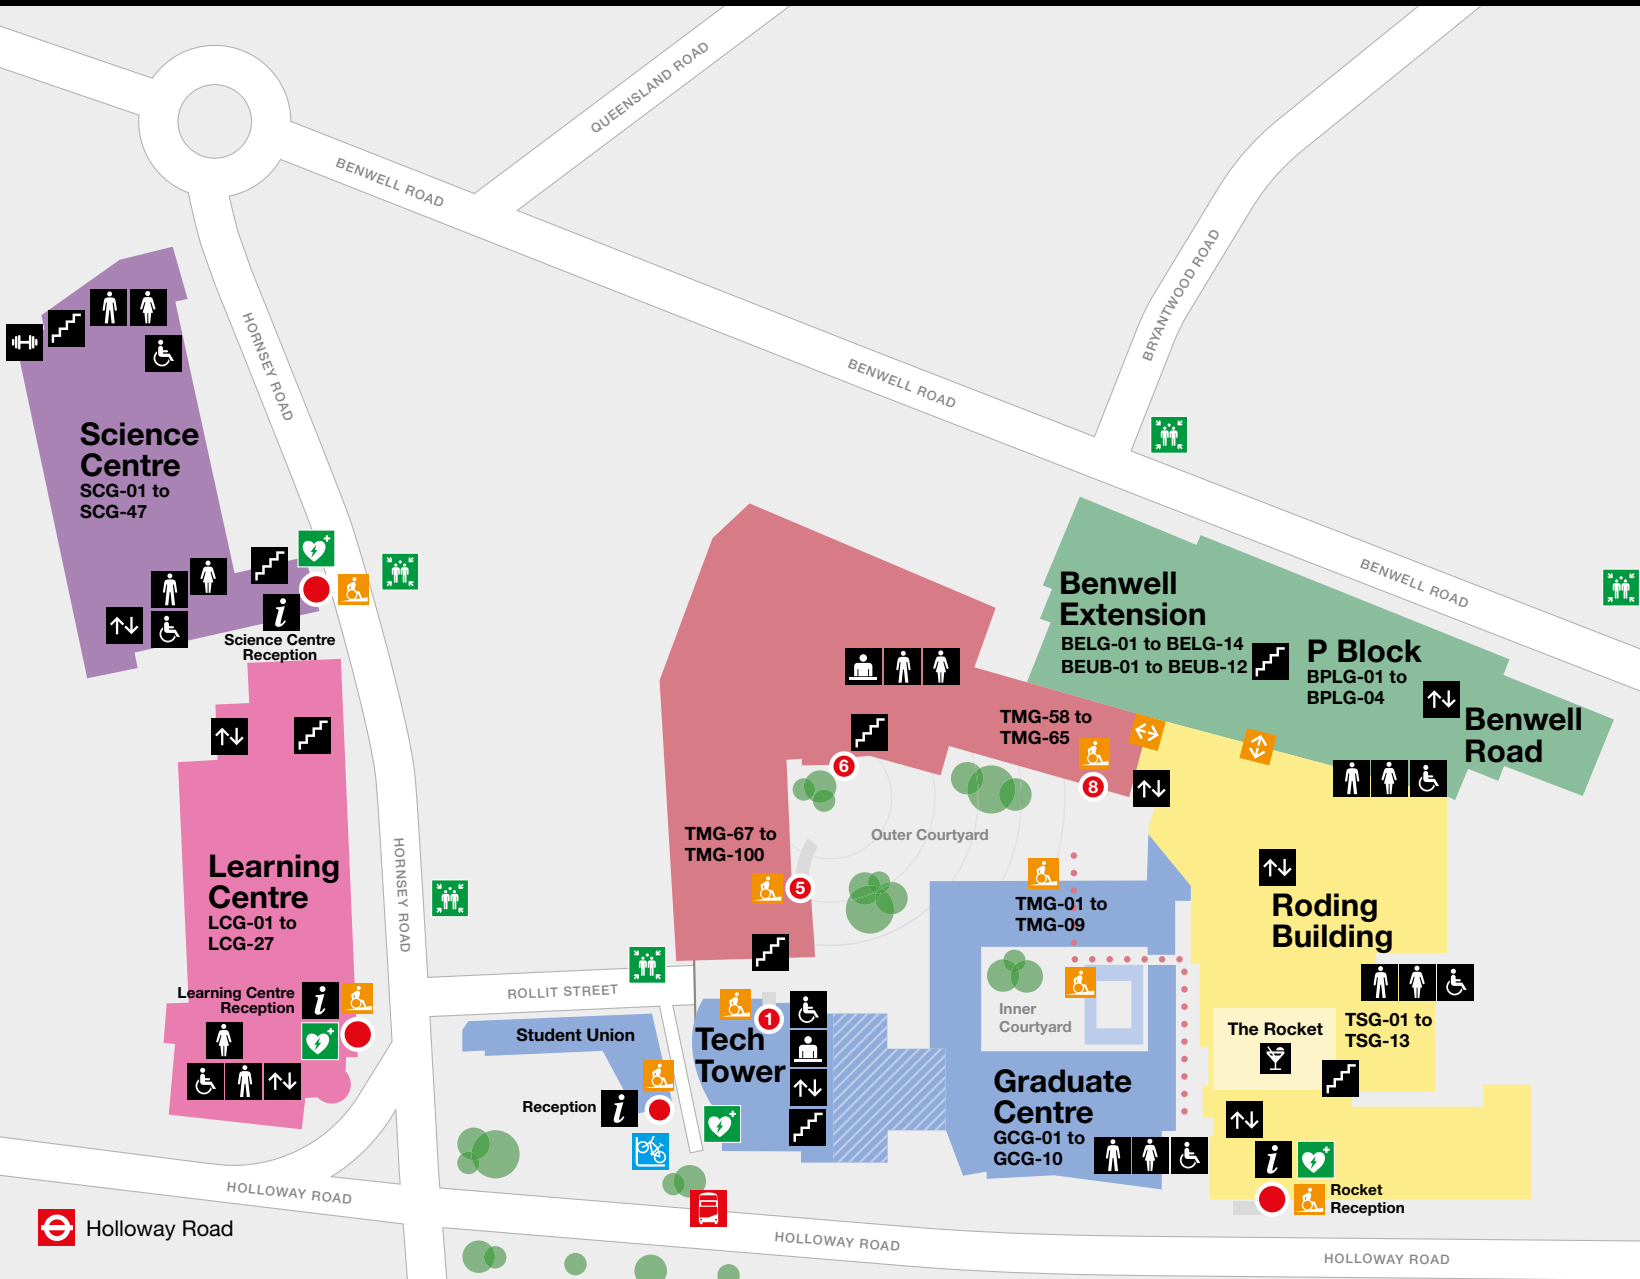 QUEENSLAND ROAD
BENWELL ROAD
HORNSEY ROAD
BRYANTWOOD ROAD
BENWELL ROAD
BENWELL ROAD
Science
Centre
SCG-01 to
SCG-47
i
Science Centre
Reception
Benwell
Extension
BELG-01 to BELG-14
BEUB-01 to BEUB-12
P Block
BPLG-01 to
BPLG-04
Benwell
Road
TMG-58 to
TMG-65
6
8
TMG-67 to
TMG-100
5
Outer Courtyard
Learning
Centre
LCG-01 to
LCG-27
HORNSEY ROAD
TMG-01 to
TMG-09
Roding
Building
Learning Centre
Reception
i
ROLLIT STREET
Inner
Courtyard
1
Student Union
Tech
Tower
The Rocket
TSG-01 to
TSG-13
Graduate
Centre
GCG-01 to
GCG-10
Reception
i
i
Rocket
Reception
HOLLOWAY ROAD
Holloway Road
HOLLOWAY ROAD
HOLLOWAY ROAD